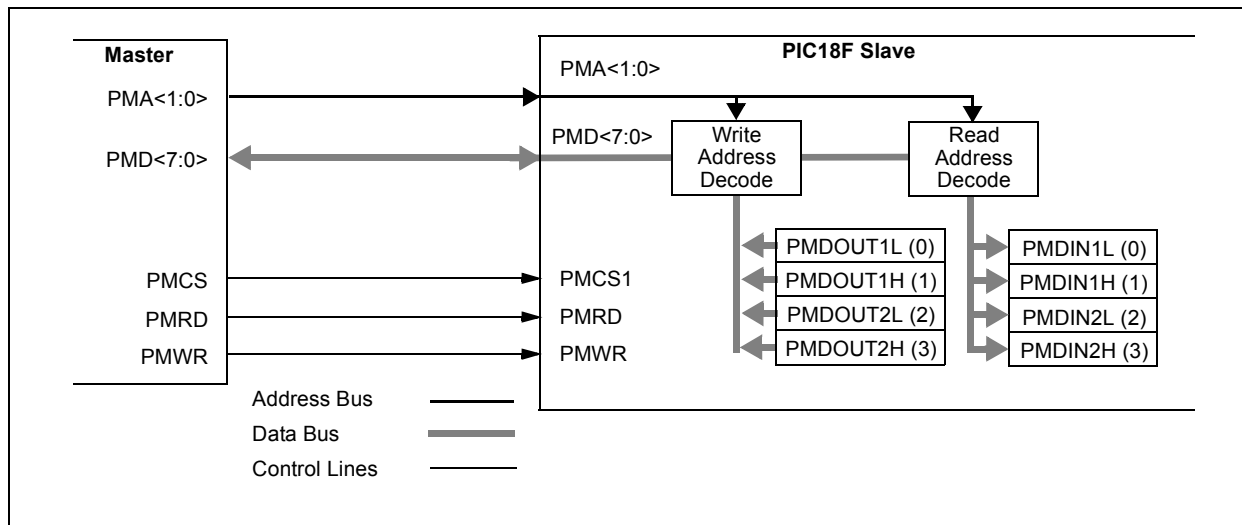 Master
PIC18F Slave
PMA<1:0>
PMA<1:0>
PMD<7:0>
PMD<7:0>
Write
Address
Decode
Read
Address
Decode
PMDOUT1L (0)
PMDOUT1H (1)
PMDOUT2L (2)
PMDOUT2H (3)
PMDIN1L (0)
PMDIN1H (1)
PMDIN2L (2)
PMDIN2H (3)
PMCS
PMCS1
PMRD
PMRD
PMWR
PMWR
Address Bus
Data Bus
Control Lines